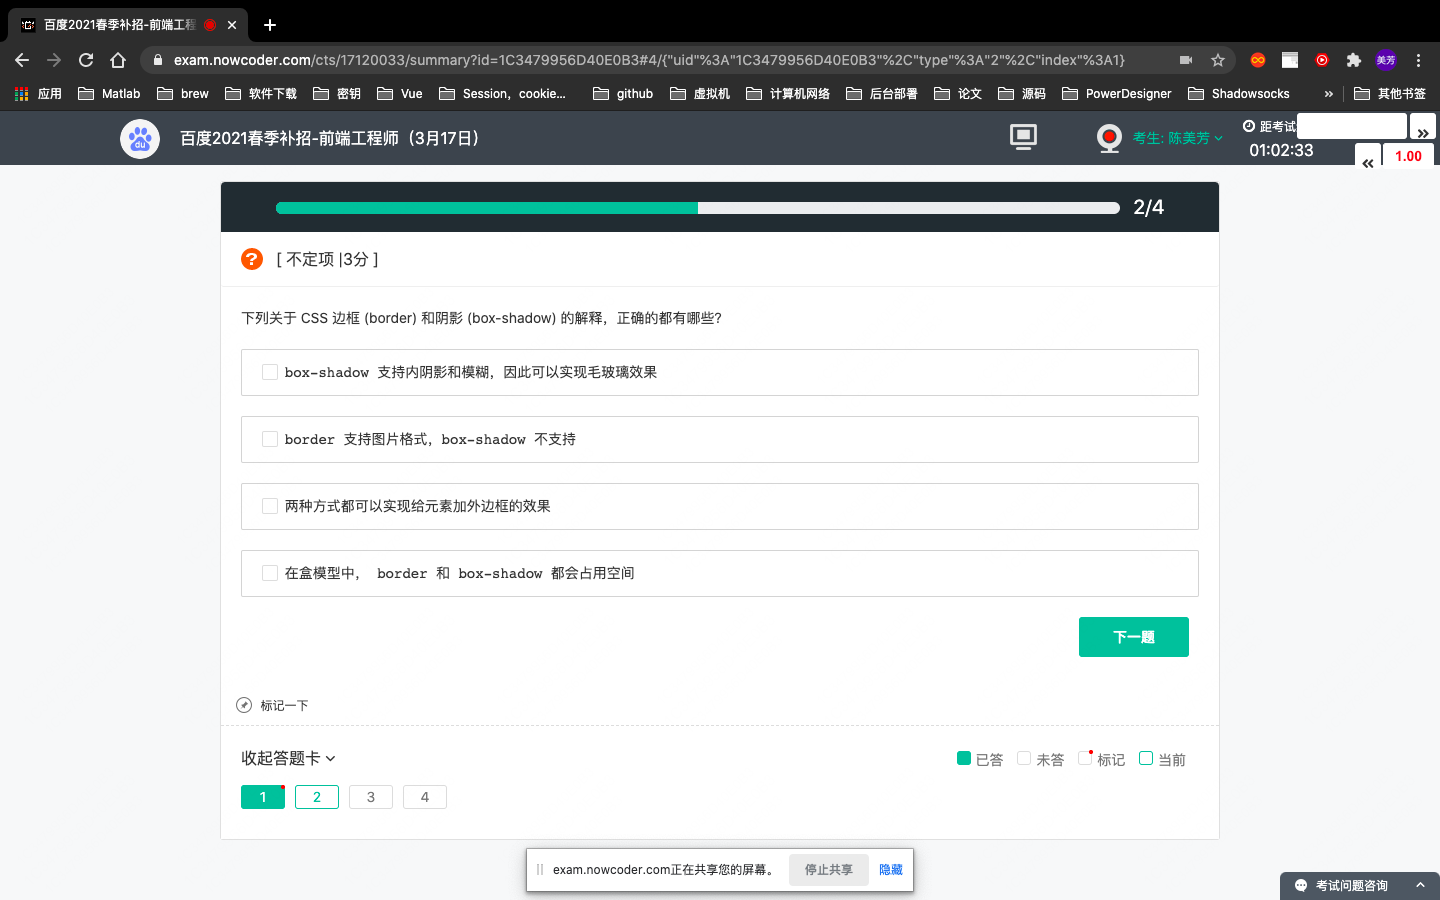 百度2021春季补招-前端工程
exam.nowcoder.com/cts/17120033/summary?id=1C3479956D40E0B3#4/{"uid"%3A"1C3479956D40E0B3"%2C"type"%3A"2"%2C"index"%3A1}
美芳
应用 Matlab brew 软件下载 密钥 Vue Session，cookie... github 虚拟机 计算机网络 后台部署 论文 源码 PowerDesigner Shadowsocks » 其他书签
du
百度2021春季补招-前端工程师（3月17日）
考生: 陈美芳
距考试
01:02:33
»
«
1.00
2/4
? [ 不定项 |3分 ]
下列关于 CSS 边框 (border) 和阴影 (box-shadow) 的解释，正确的都有哪些?
box-shadow 支持内阴影和模糊，因此可以实现毛玻璃效果
border 支持图片格式，box-shadow 不支持
两种方式都可以实现给元素加外边框的效果
在盒模型中， border 和 box-shadow 都会占用空间
下一题
标记一下
收起答题卡
已答 未答 标记 当前
1 2 3 4
exam.nowcoder.com正在共享您的屏幕。 停止共享 隐藏
考试问题咨询